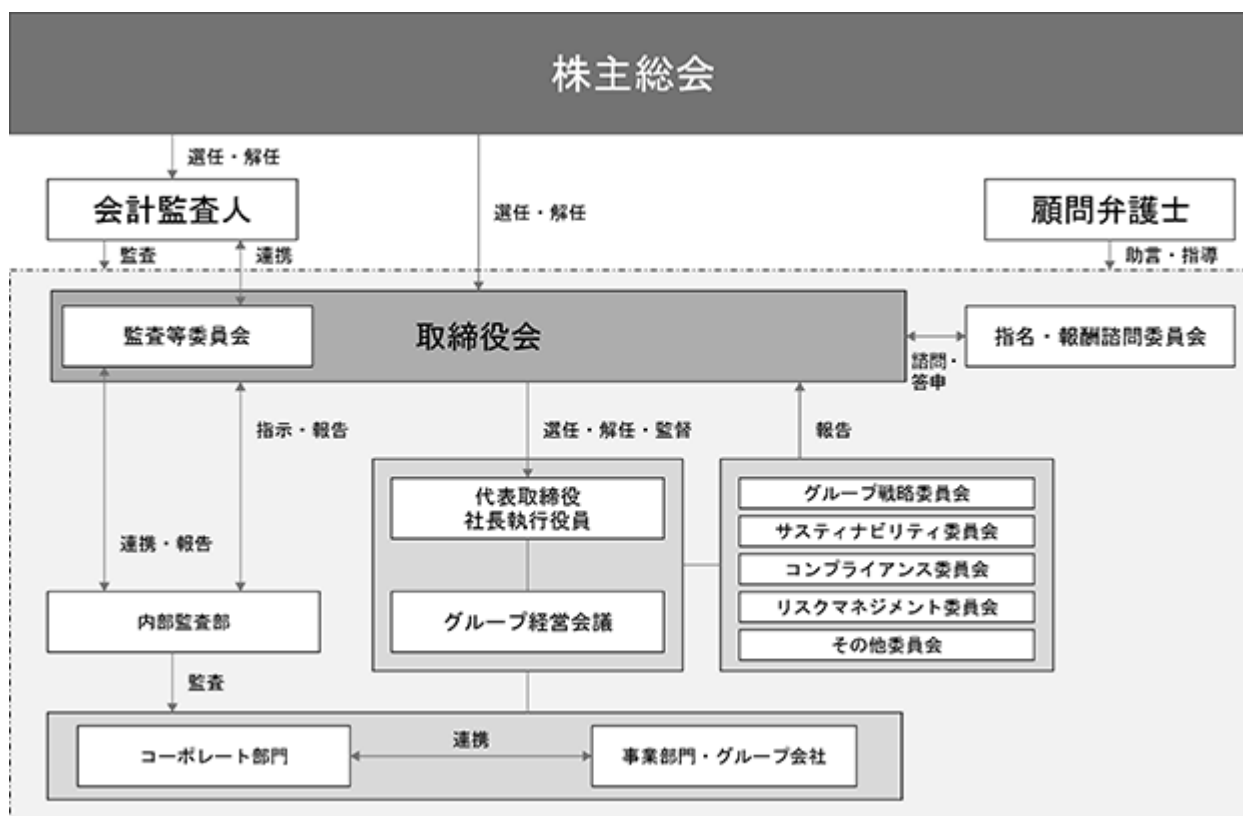 株主総会
選任・解任
選任・解任
会計監査人
顧問弁護士
監査
連携
助言・指導
監査等委員会
取締役会
指名・報酬諮問委員会
諮問・
答申
指示・報告
選任・解任・監督
報告
代表取締役
社長執行役員
グループ戦略委員会
サスティナビリティ委員会
コンプライアンス委員会
リスクマネジメント委員会
その他委員会
連携・報告
内部監査部
グループ経営会議
監査
コーポレート部門
連携
事業部門・グループ会社